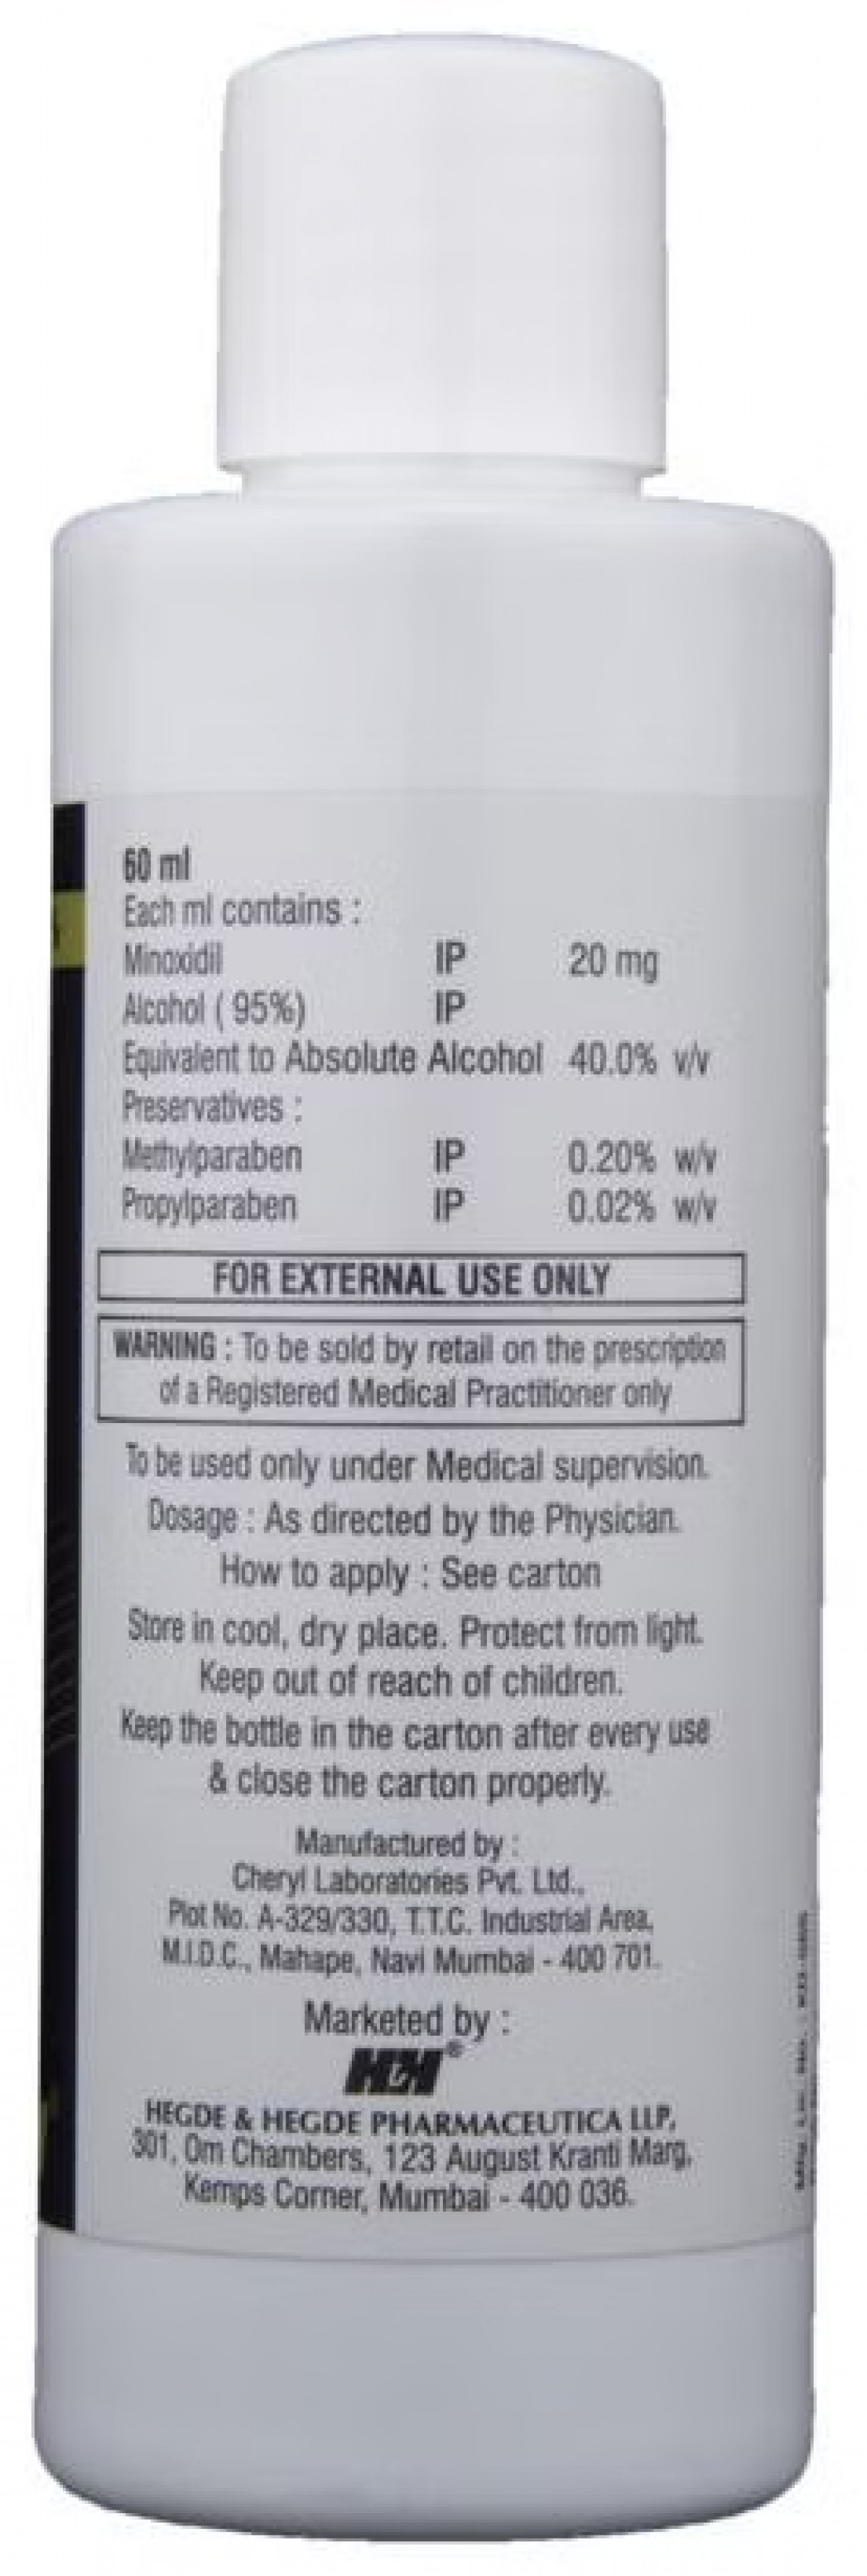 60 ml
Each ml contains :
Minoxidil IP 20 mg
Alcohol ( 95%) IP
Equivalent to Absolute Alcohol 40.0% v/v
Preservatives :
Methylparaben IP 0.20% w/v
Propylparaben IP 0.02% w/v
FOR EXTERNAL USE ONLY
WARNING : To be sold by retail on the prescription
of a Registered Medical Practitioner only
To be used only under Medical supervision.
Dosage : As directed by the Physician.
How to apply : See carton
Store in cool, dry place. Protect from light.
Keep out of reach of children.
Keep the bottle in the carton after every use
& close the carton properly.
Manufactured by :
Cheryl Laboratories Pvt. Ltd.,
Plot No. A-329/330, T.T.C. Industrial Area,
M.I.D.C., Mahape, Navi Mumbai - 400 701.
Marketed by :
H&H®
HEGDE & HEGDE PHARMACEUTICA LLP,
301, Om Chambers, 123 August Kranti Marg,
Kemps Corner, Mumbai - 400 036.
Mfg. Lic. No. :